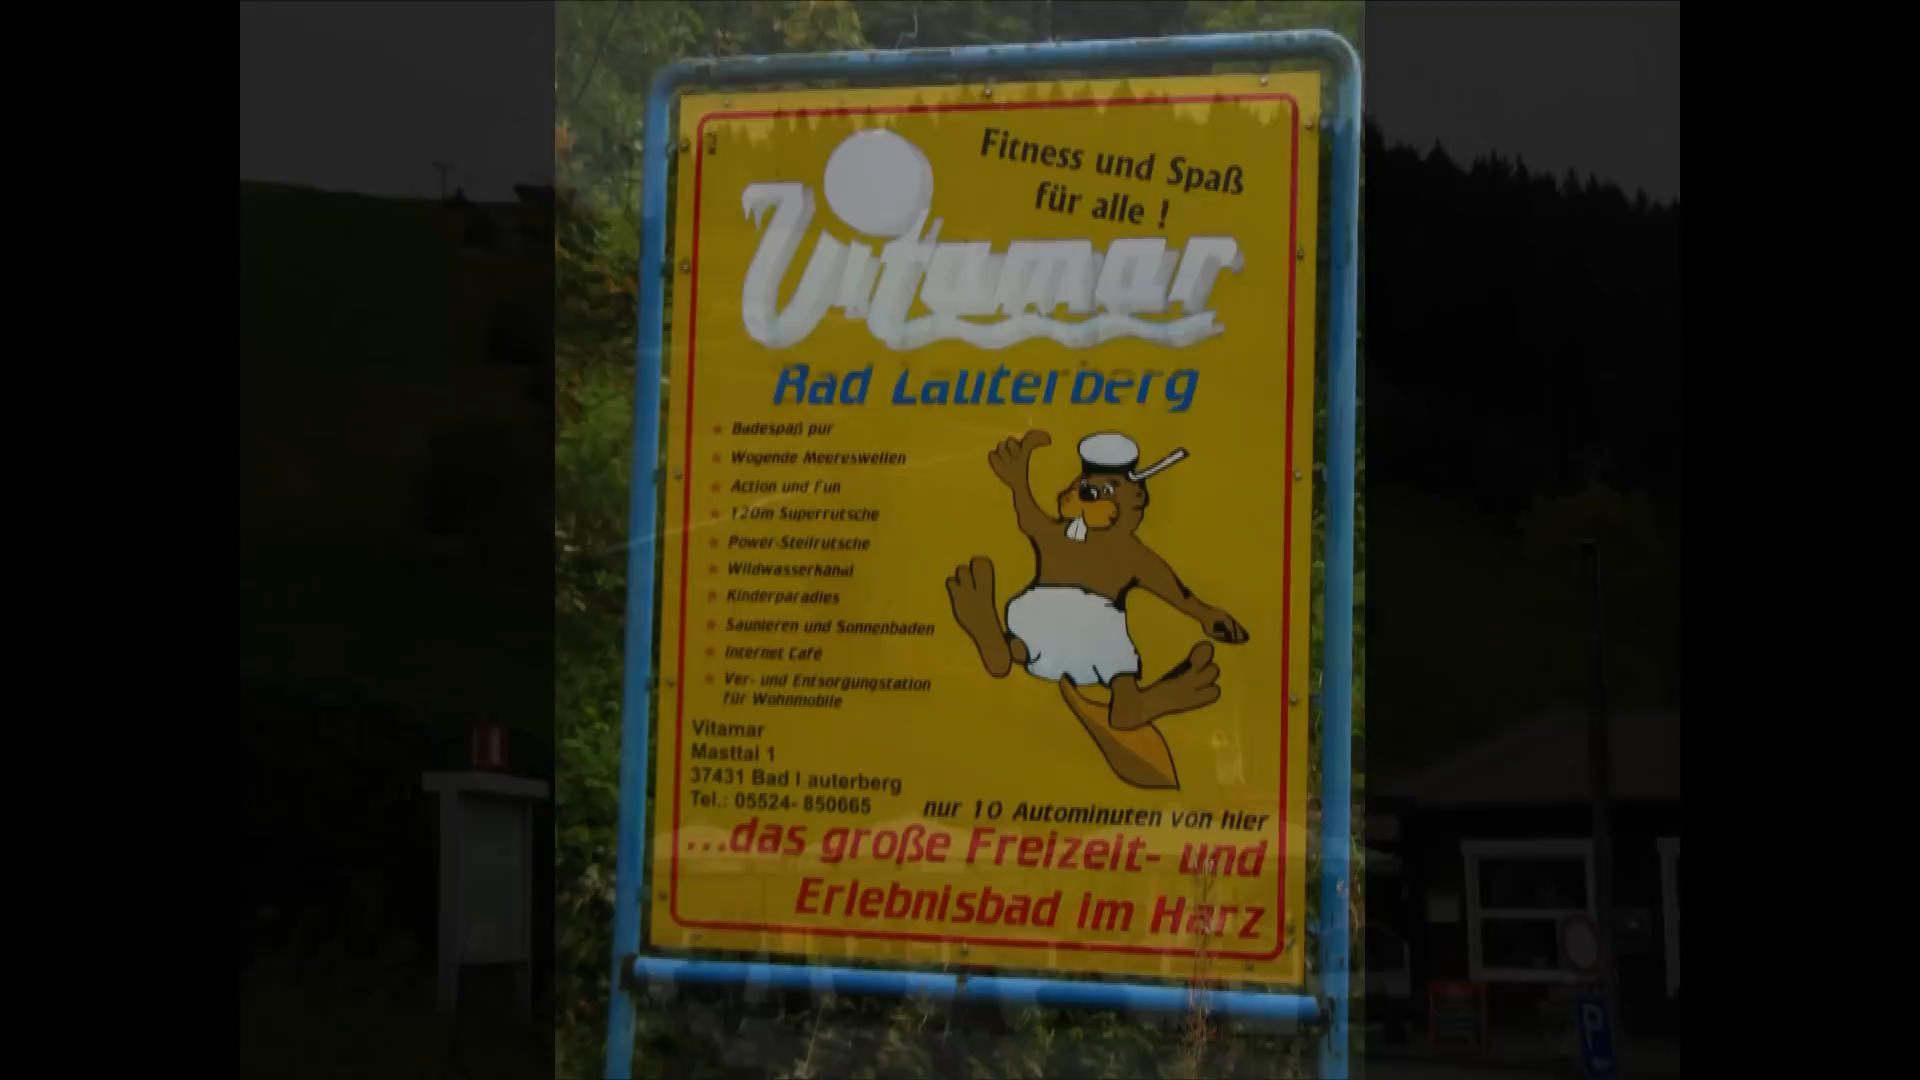 Fitness und Spaß
für alle !
Vitamar
Bad Lauterberg
Badespaß pur
Wogende Meereswellen
Action und Fun
120m Superrutsche
Power-Steilrutsche
Wildwasserkanal
Kinderparadies
Saunieren und Sonnenbaden
Internet Café
Ver- und Entsorgungstation
für Wohnmobile
Vitamar
Masttal 1
37431 Bad Lauterberg
Tel.: 05524- 850665
nur 10 Autominuten von hier
...das große Freizeit- und
Erlebnisbad im Harz
P